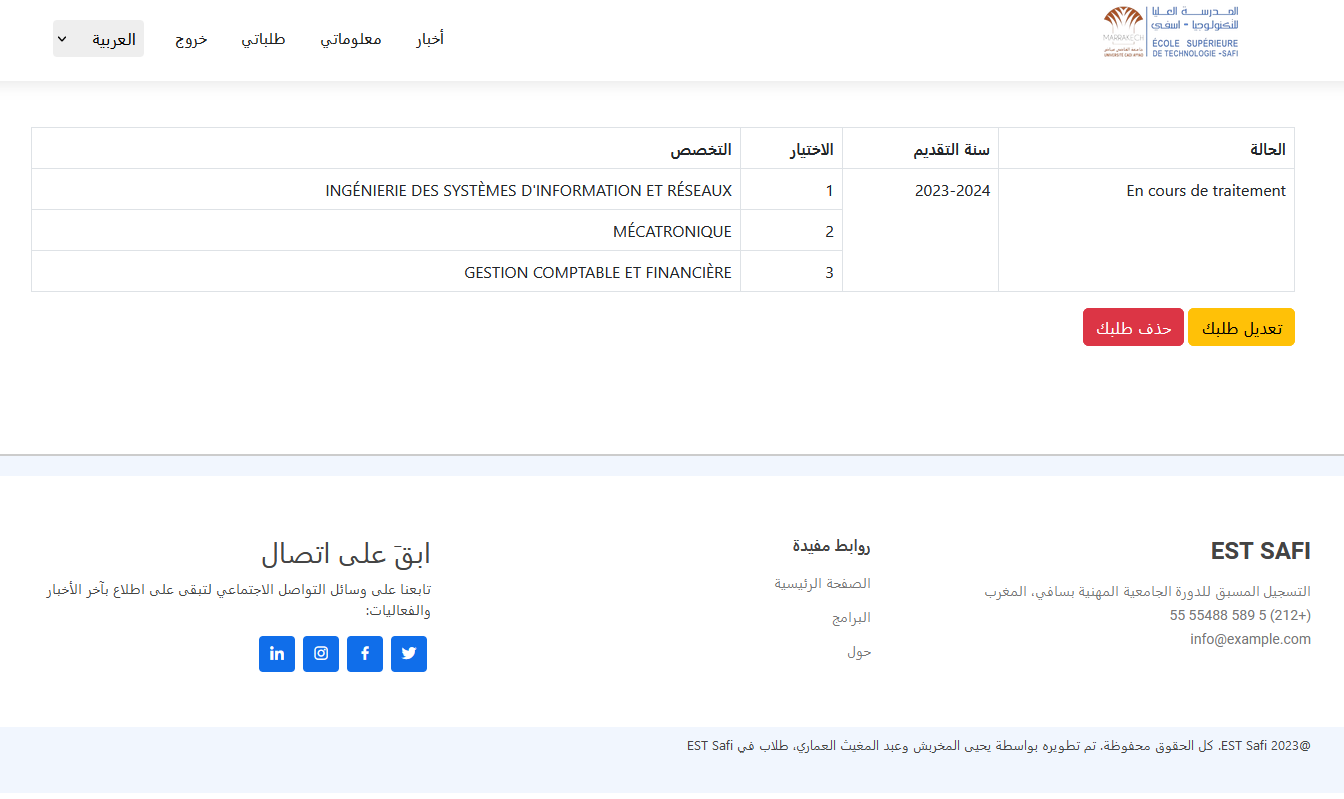 المدرسة العليا
للتكنولوجيا - اسفي
ÉCOLE SUPÉRIEURE
DE TECHNOLOGIE -SAFI
MARRAKECH
UNIVERSITÉ CADI AYYAD
أخبار
معلوماتي
طلباتي
خروج
العربية
الحالة سنة التقديم الاختيار التخصص
En cours de traitement 2023-2024 1 INGÉNIERIE DES SYSTÈMES D'INFORMATION ET RÉSEAUX
2 MÉCATRONIQUE
3 GESTION COMPTABLE ET FINANCIÈRE
تعديل طلبك
حذف طلبك
EST SAFI
التسجيل المسبق للدورة الجامعية المهنية بسافي، المغرب
(+212) 5 589 55488 55
info@example.com
روابط مفيدة
الصفحة الرئيسية
البرامج
حول
ابقَ على اتصال
تابعنا على وسائل التواصل الاجتماعي لتبقى على اطلاع بآخر الأخبار
والفعاليات:
@2023 EST Safi. كل الحقوق محفوظة. تم تطويره بواسطة يحيى المخربش وعبد المغيث العماري، طلاب في EST Safi